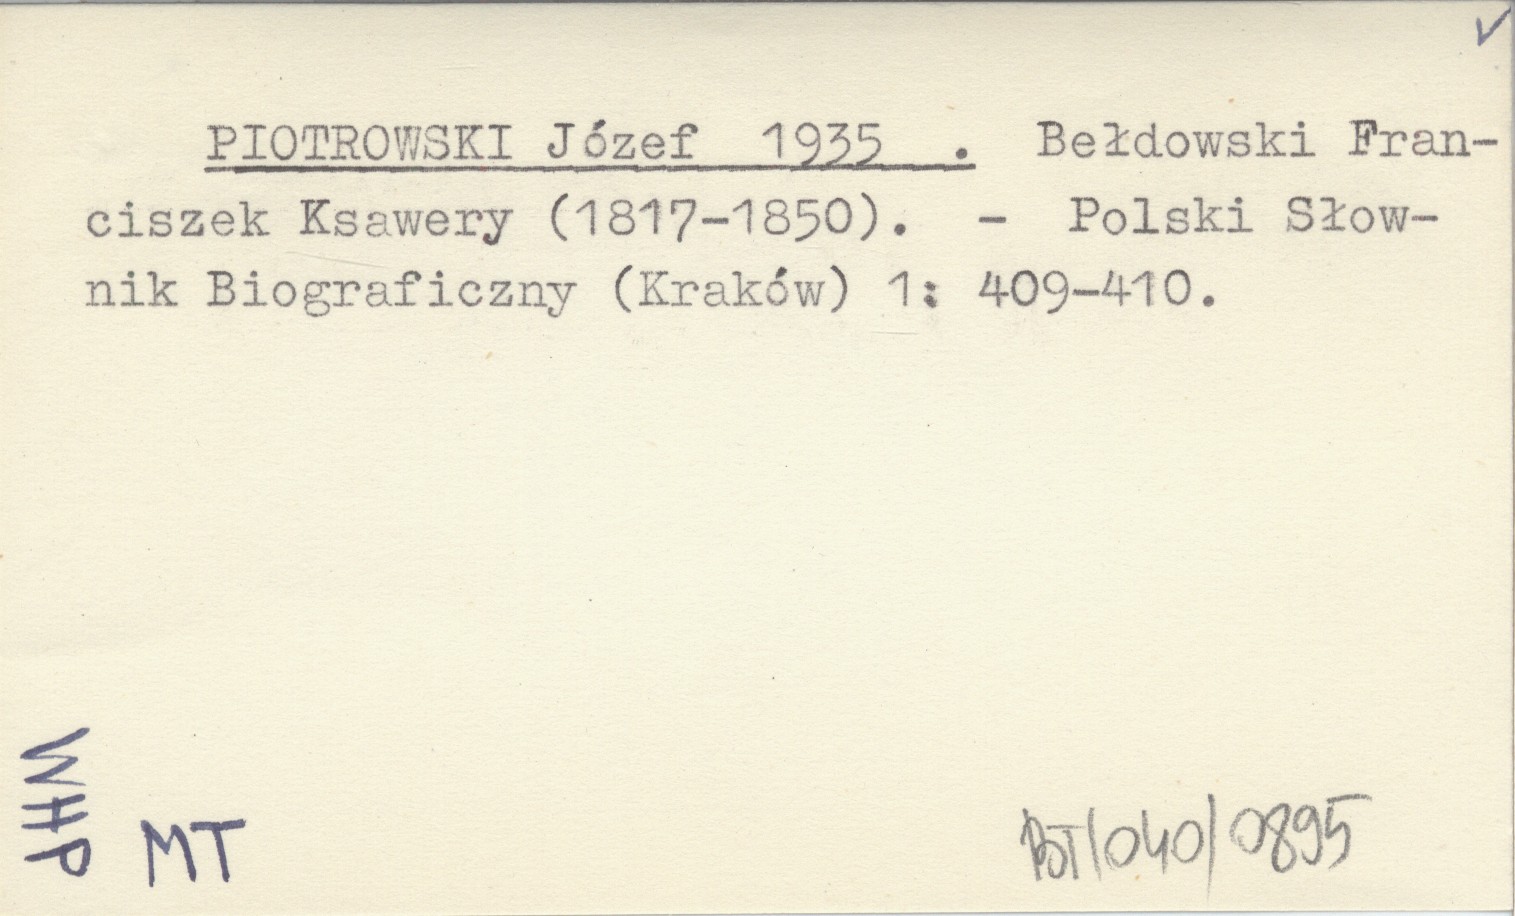 PIOTROWSKI Józef 1935 . Bełdowski Fran-
ciszek Ksawery (1817-1850). - Polski Słow-
nik Biograficzny (Kraków) 1: 409-410.
WHP
MT
BT/040/0895